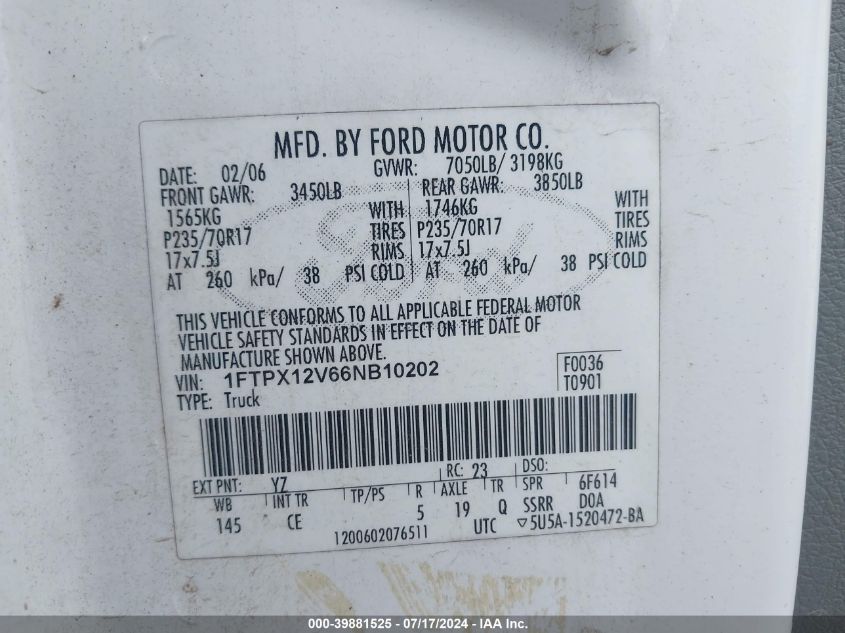 MFD. BY FORD MOTOR CO.
DATE: 02/06 GVWR: 7050LB/ 3198KG
FRONT GAWR: 3450LB REAR GAWR: 3850LB
1565KG WITH 1746KG WITH
P235/70R17 TIRES P235/70R17 TIRES
17x7.5J RIMS 17x7.5J RIMS
AT 260 kPa/ 38 PSI COLD AT 260 kPa/ 38 PSI COLD
Ford
THIS VEHICLE CONFORMS TO ALL APPLICABLE FEDERAL MOTOR
VEHICLE SAFETY STANDARDS IN EFFECT ON THE DATE OF
MANUFACTURE SHOWN ABOVE.
VIN: 1FTPX12V66NB10202 F0036
TYPE: Truck T0901
EXT PNT: YZ RC: 23 DSO:
WB INT TR TP/PS R AXLE TR SPR 6F614
145 CE 5 19 Q SSRR D0A
1200602076511 UTC ▽5U5A-1520472-BA
000-39881525 - 07/17/2024 - IAA Inc.